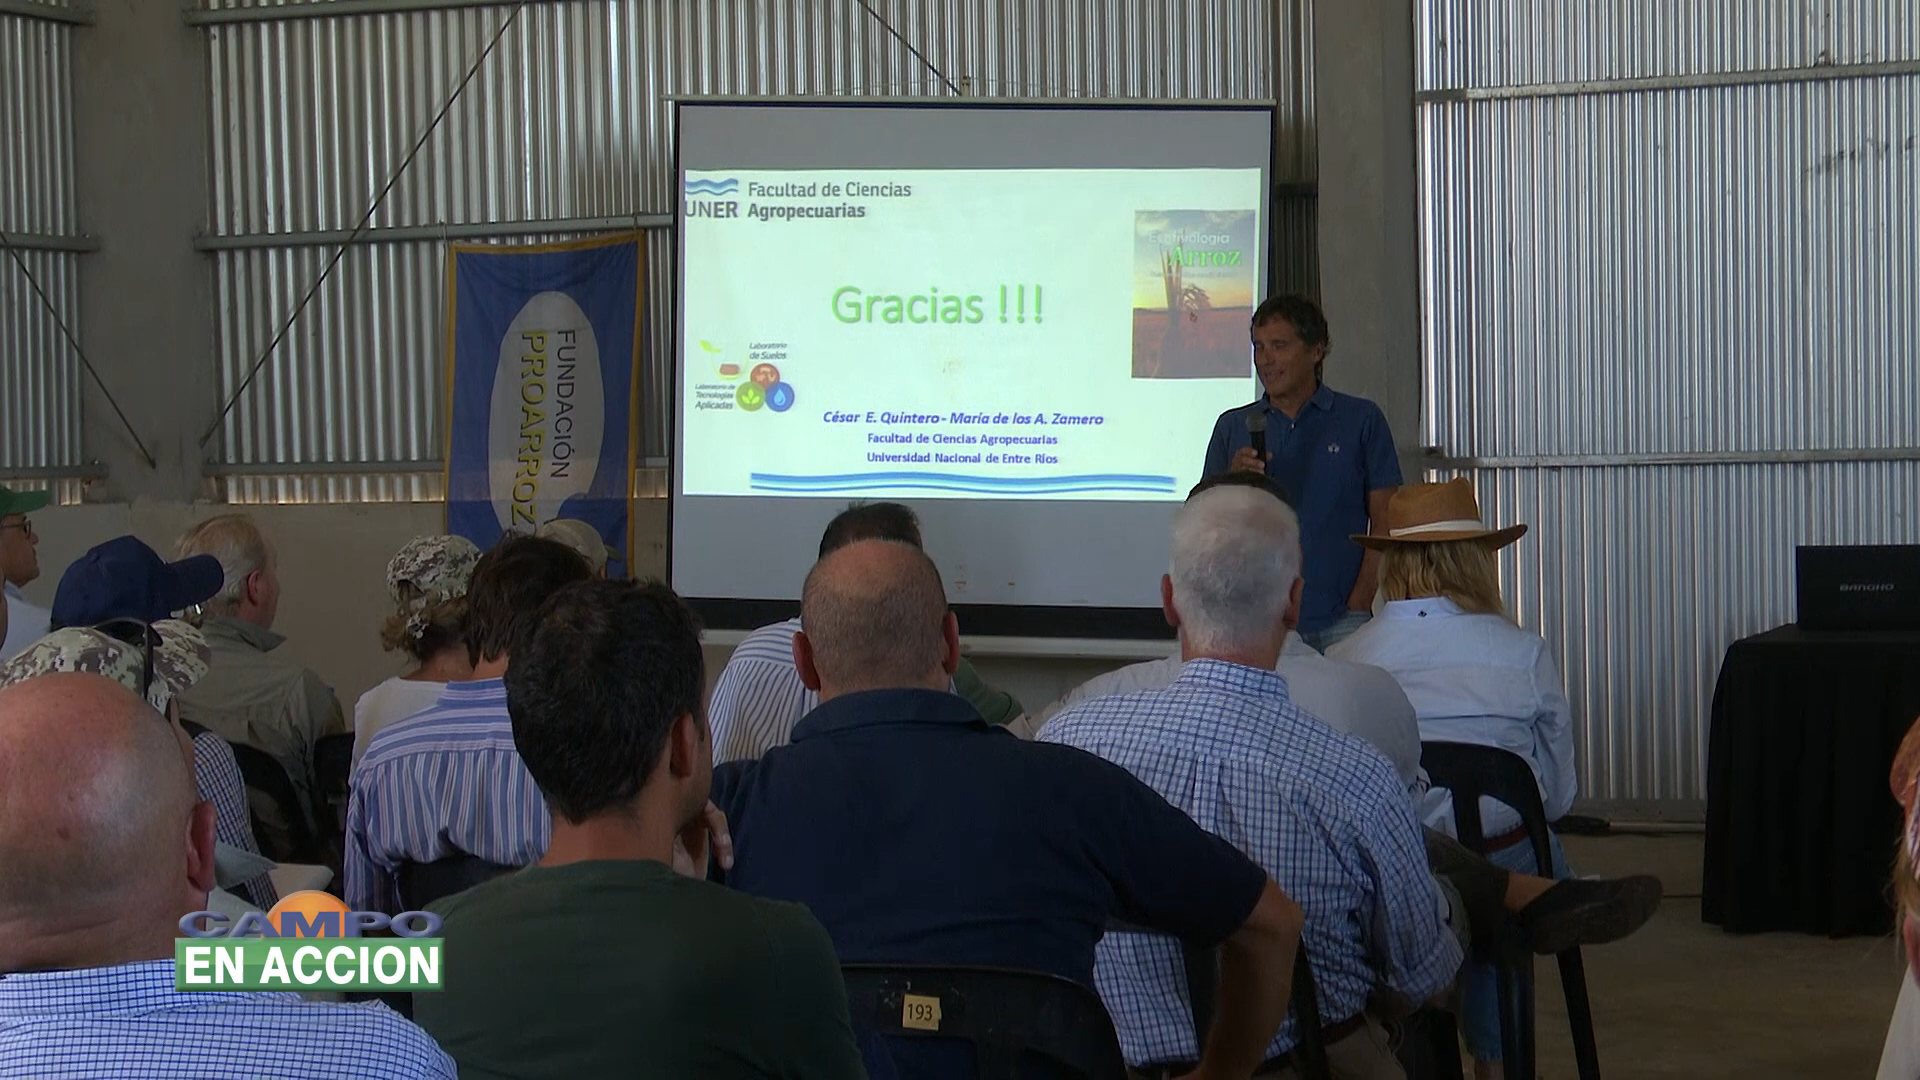 Facultad de Ciencias
UNER Agropecuarias
Arroz
Gracias !!!
FUNDACIÓN
PROARROZ
Laboratorio
de Suelos
Laboratorio de
Tecnologías
Aplicadas
César E. Quintero - María de los A. Zamero
Facultad de Ciencias Agropecuarias
Universidad Nacional de Entre Ríos
BANGHO
CAMPO
EN ACCION
193